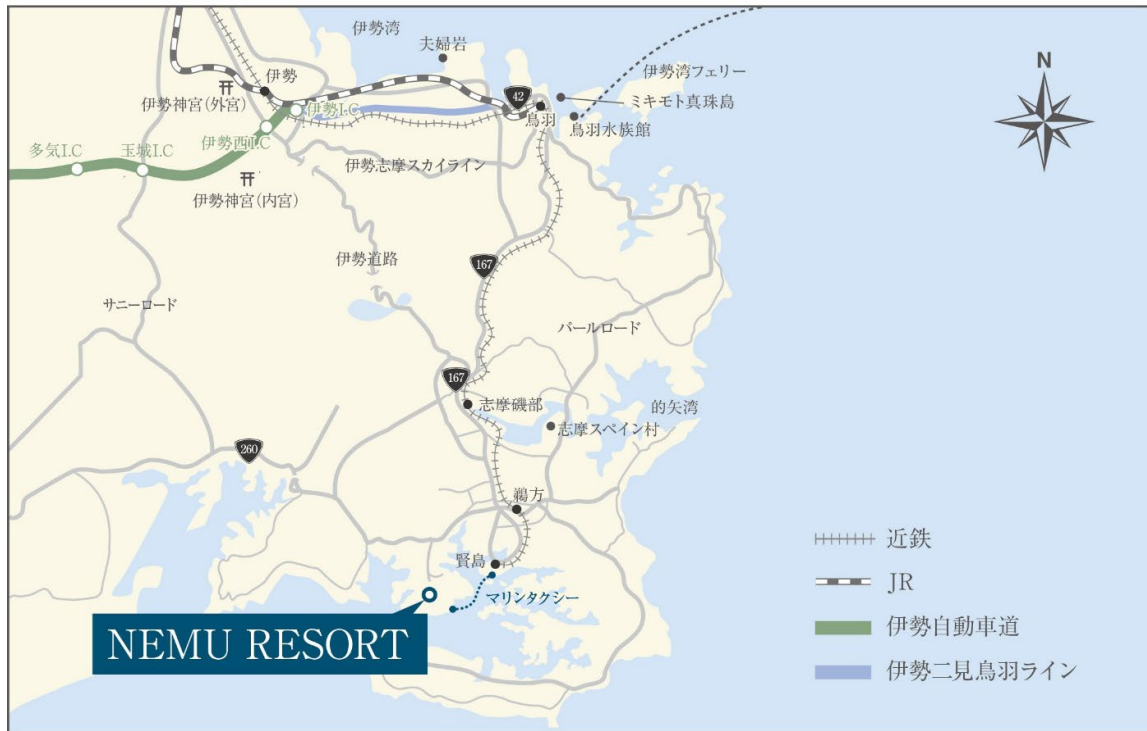 伊勢湾
夫婦岩
伊勢
伊勢湾フェリー
伊勢神宮(外宮)
伊勢I.C
42
ミキモト真珠島
鳥羽
鳥羽水族館
伊勢西I.C
多気I.C
玉城I.C
伊勢志摩スカイライン
伊勢神宮(内宮)
伊勢道路
167
サニーロード
パールロード
167
志摩磯部
的矢湾
志摩スペイン村
260
鵜方
賢島
マリンタクシー
NEMU RESORT
N
近鉄
JR
伊勢自動車道
伊勢二見鳥羽ライン